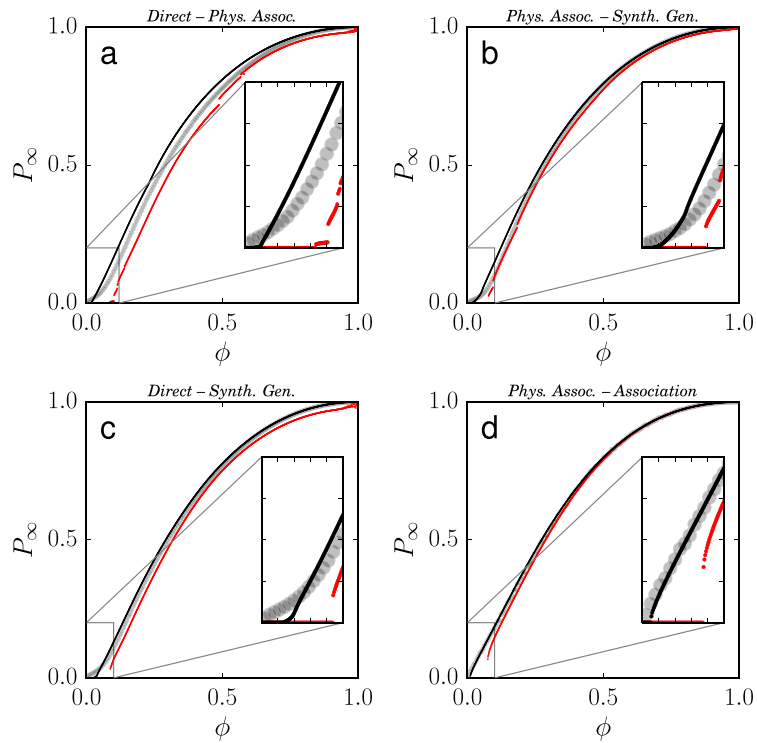 Direct – Phys. Assoc.
a
1.0
0.5
0.0
P∞
0.0 0.5 1.0
ϕ
Phys. Assoc. – Synth. Gen.
b
1.0
0.5
0.0
P∞
0.0 0.5 1.0
ϕ
Direct – Synth. Gen.
c
1.0
0.5
0.0
P∞
0.0 0.5 1.0
ϕ
Phys. Assoc. – Association
d
1.0
0.5
0.0
P∞
0.0 0.5 1.0
ϕ